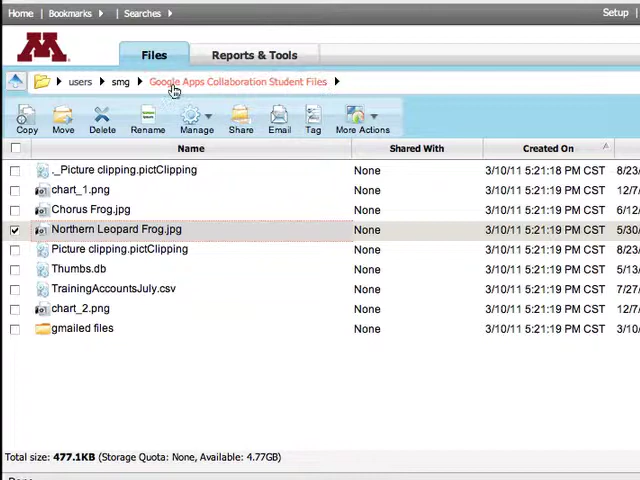 Home Bookmarks Searches Setup
M
Files Reports & Tools
users smg Google Apps Collaboration Student Files
Copy Move Delete Rename Manage Share Email Tag More Actions
Name Shared With Created On
._Picture clipping.pictClipping None 3/10/11 5:21:18 PM CST 8/23/
chart_1.png None 3/10/11 5:21:19 PM CST 12/7/
Chorus Frog.jpg None 3/10/11 5:21:19 PM CST 6/12/
Northern Leopard Frog.jpg None 3/10/11 5:21:19 PM CST 5/30/
Picture clipping.pictClipping None 3/10/11 5:21:19 PM CST 8/23/
Thumbs.db None 3/10/11 5:21:19 PM CST 12/7/
TrainingAccountsJuly.csv None 3/10/11 5:21:19 PM CST 7/27/
chart_2.png None 3/10/11 5:21:19 PM CST 12/7/
gmailed files None 3/10/11 5:21:19 PM CST 3/10/
Total size: 477.1KB (Storage Quota: None, Available: 4.77GB)